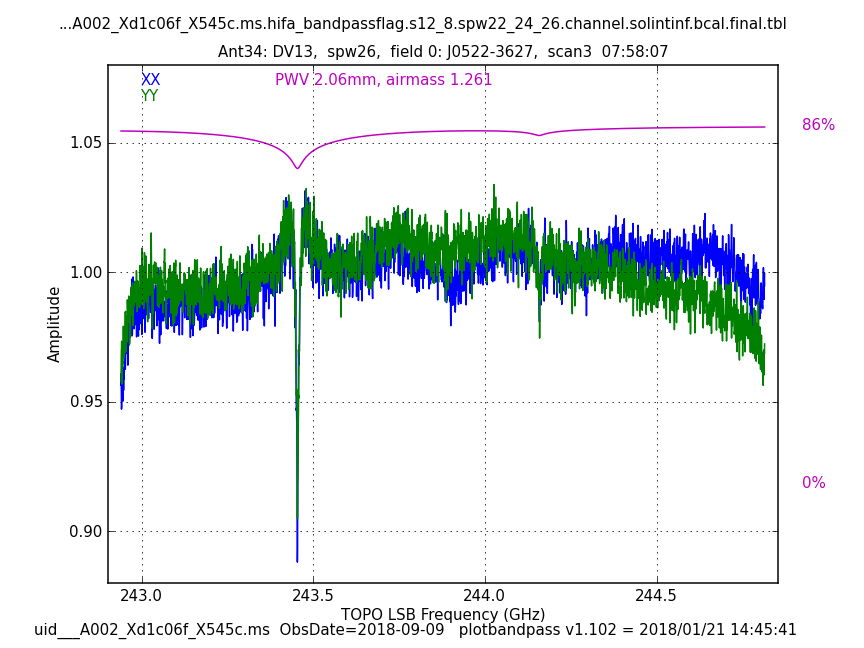 ...A002_Xd1c06f_X545c.ms.hifa_bandpassflag.s12_8.spw22_24_26.channel.solintinf.bcal.final.tbl
Ant34: DV13,  spw26,  field 0: J0522-3627,  scan3  07:58:07
XX
PWV 2.06mm, airmass 1.261
YY
86%
1.05
1.00
0.95
0.90
0%
Amplitude
243.0 243.5 244.0 244.5
TOPO LSB Frequency (GHz)
uid___A002_Xd1c06f_X545c.ms  ObsDate=2018-09-09   plotbandpass v1.102 = 2018/01/21 14:45:41